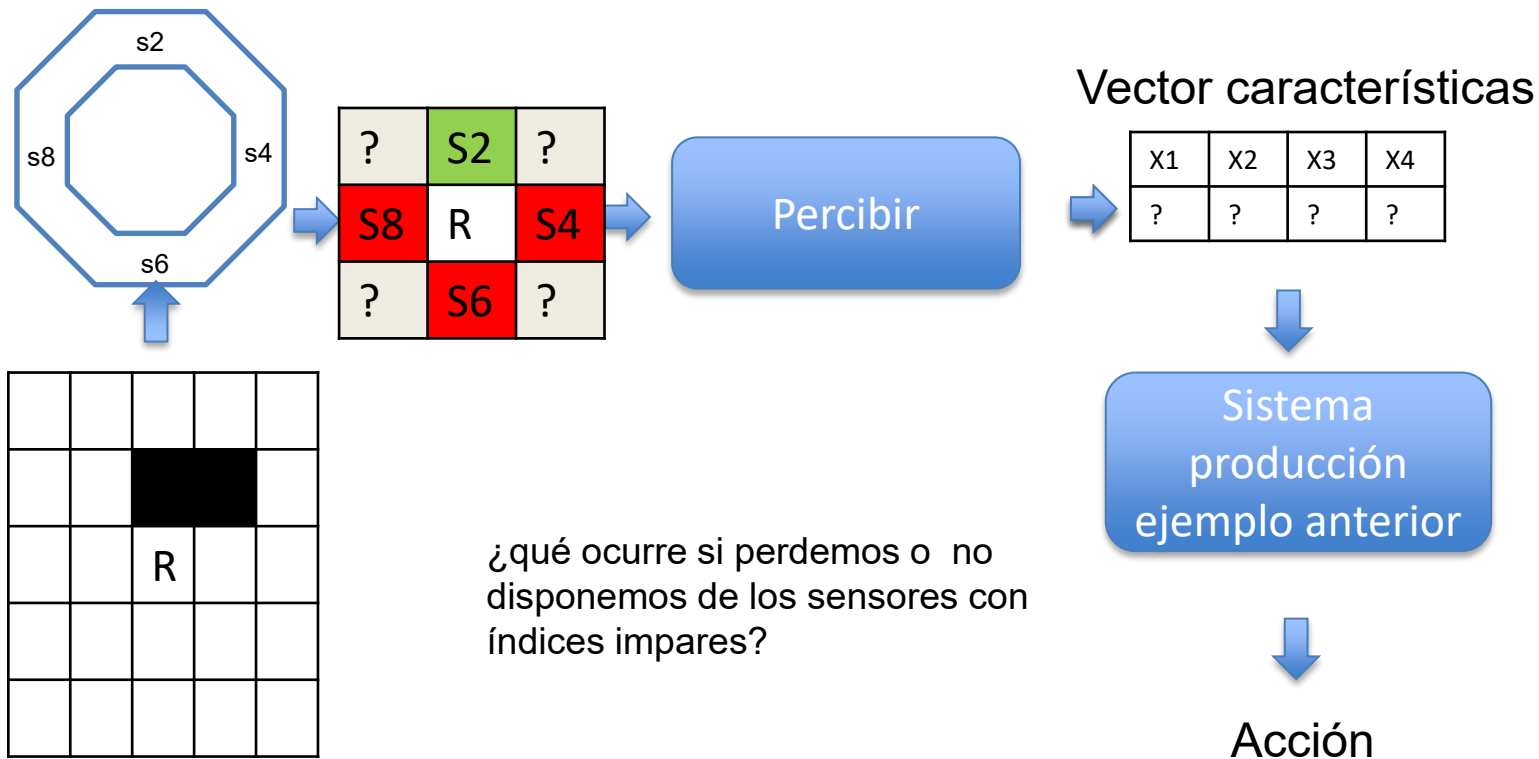 s2
s8
s4
s6
? S2 ?
S8 R S4
? S6 ?
Percibir
Vector características
X1 X2 X3 X4
? ? ? ?
Sistema
producción
ejemplo anterior
R
¿qué ocurre si perdemos o no
disponemos de los sensores con
índices impares?
Acción